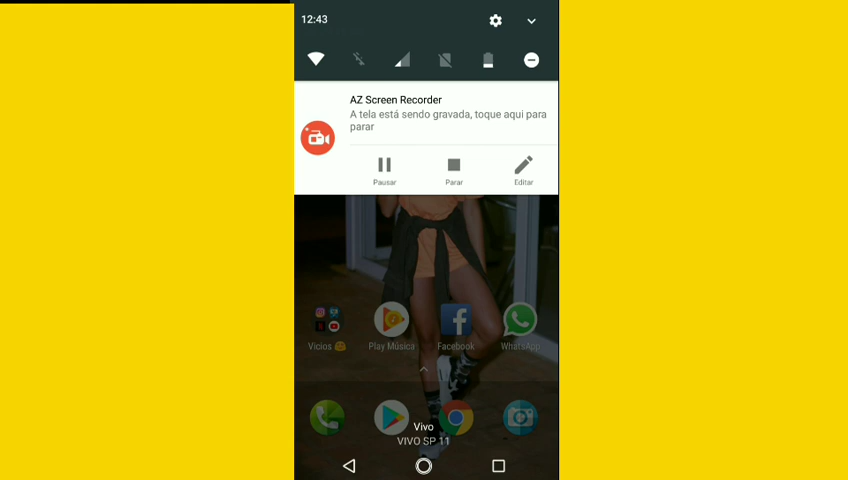 12:43
AZ Screen Recorder
A tela está sendo gravada, toque aqui para
parar
Pausar Parar Editar
Vicios Play Música Facebook WhatsApp
Vivo
VIVO SP 11